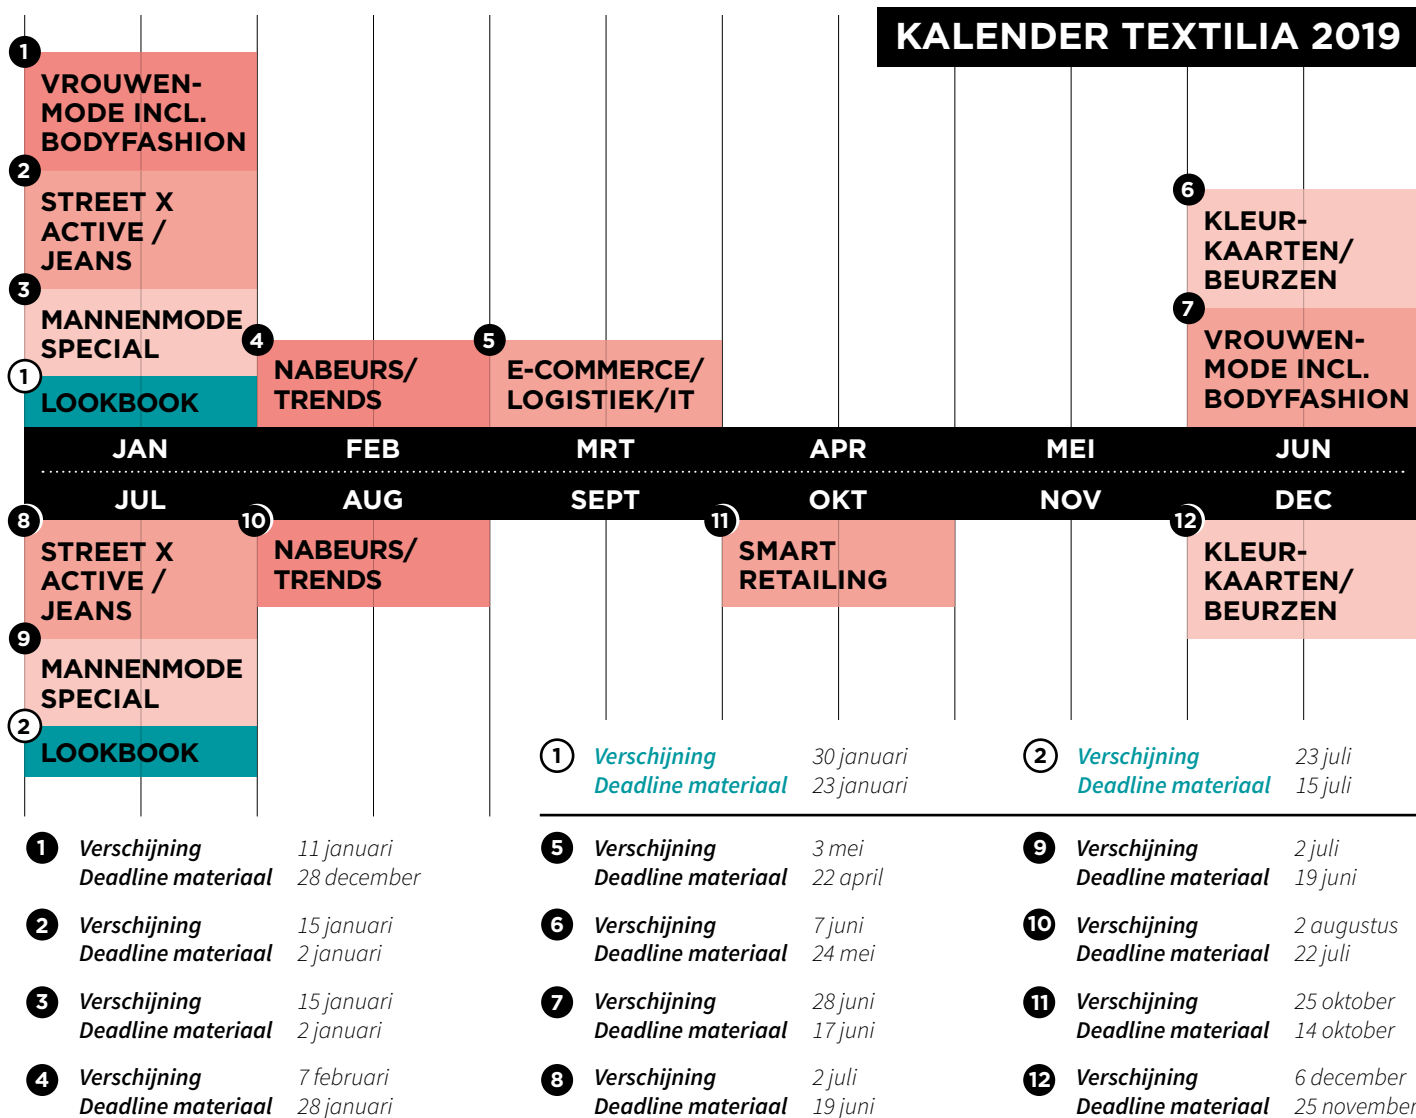 KALENDER TEXTILIA 2019
1
VROUWEN-
MODE INCL.
BODYFASHION
2
STREET X
ACTIVE /
JEANS
3
MANNENMODE
SPECIAL
1
LOOKBOOK
4
NABEURS/
TRENDS
5
E-COMMERCE/
LOGISTIEK/IT
6
KLEUR-
KAARTEN/
BEURZEN
7
VROUWEN-
MODE INCL.
BODYFASHION
JAN FEB MRT APR MEI JUN
JUL AUG SEPT OKT NOV DEC
8
STREET X
ACTIVE /
JEANS
9
MANNENMODE
SPECIAL
2
LOOKBOOK
10
NABEURS/
TRENDS
11
SMART
RETAILING
12
KLEUR-
KAARTEN/
BEURZEN
1 Verschijning 30 januari
Deadline materiaal 23 januari
2 Verschijning 23 juli
Deadline materiaal 15 juli
1 Verschijning 11 januari
Deadline materiaal 28 december
2 Verschijning 15 januari
Deadline materiaal 2 januari
3 Verschijning 15 januari
Deadline materiaal 2 januari
4 Verschijning 7 februari
Deadline materiaal 28 januari
5 Verschijning 3 mei
Deadline materiaal 22 april
6 Verschijning 7 juni
Deadline materiaal 24 mei
7 Verschijning 28 juni
Deadline materiaal 17 juni
8 Verschijning 2 juli
Deadline materiaal 19 juni
9 Verschijning 2 juli
Deadline materiaal 19 juni
10 Verschijning 2 augustus
Deadline materiaal 22 juli
11 Verschijning 25 oktober
Deadline materiaal 14 oktober
12 Verschijning 6 december
Deadline materiaal 25 november